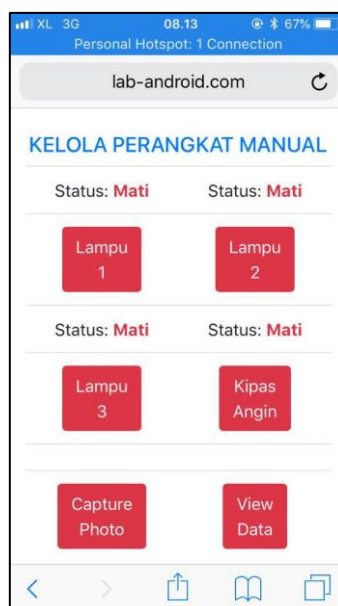 XL 3G 08.13 67%
Personal Hotspot: 1 Connection
lab-android.com
KELOLA PERANGKAT MANUAL
Status: Mati Status: Mati
Lampu
1
Lampu
2
Status: Mati Status: Mati
Lampu
3
Kipas
Angin
Capture
Photo
View
Data